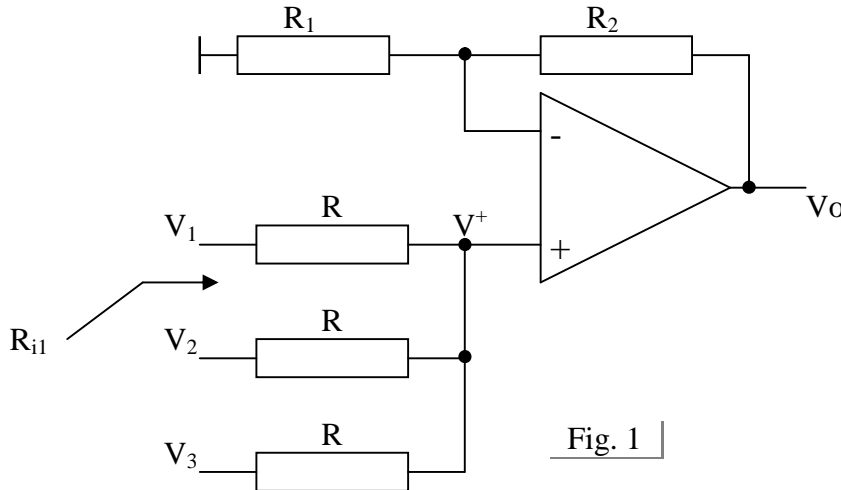 R₁ R₂
-
V₁ R V⁺ Vo
+
Rᵢ₁
V₂ R
V₃ R
Fig. 1